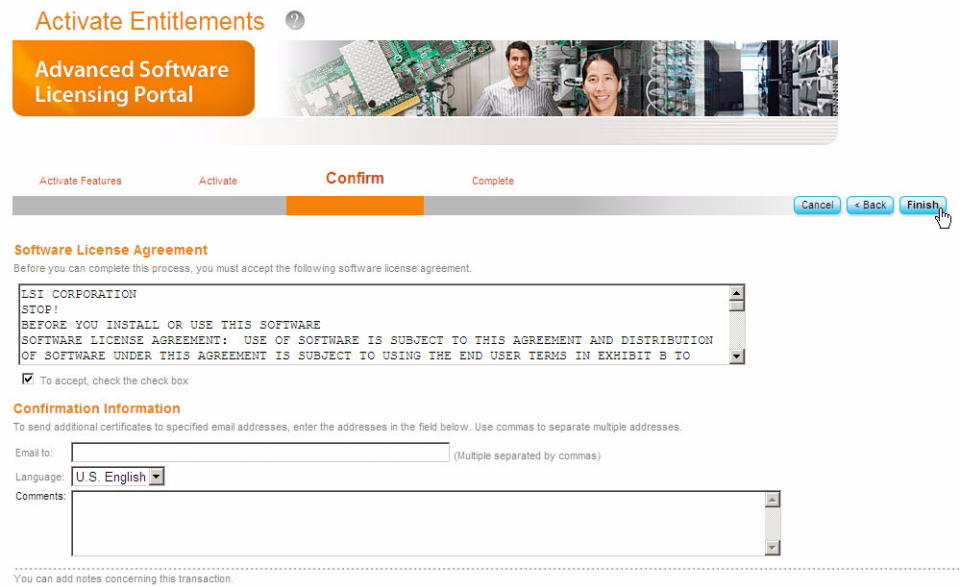 Activate Entitlements ?
Advanced Software
Licensing Portal
Activate Features Activate Confirm Complete
Cancel < Back Finish
Software License Agreement
Before you can complete this process, you must accept the following software license agreement.
LSI CORPORATION
STOP!
BEFORE YOU INSTALL OR USE THIS SOFTWARE
SOFTWARE LICENSE AGREEMENT: USE OF SOFTWARE IS SUBJECT TO THIS AGREEMENT AND DISTRIBUTION
OF SOFTWARE UNDER THIS AGREEMENT IS SUBJECT TO USING THE END USER TERMS IN EXHIBIT B TO
To accept, check the check box
Confirmation Information
To send additional certificates to specified email addresses, enter the addresses in the field below. Use commas to separate multiple addresses.
Email to: (Multiple separated by commas)
Language: U.S. English
Comments:
You can add notes concerning this transaction.